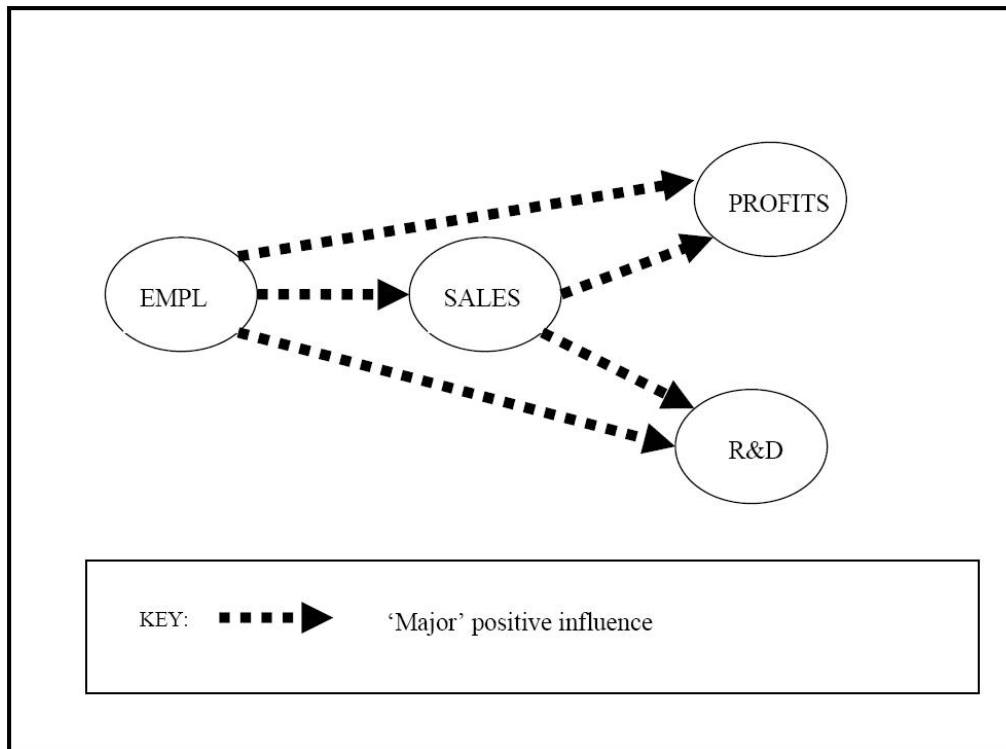 PROFITS
EMPL
SALES
R&D
KEY:
‘Major’ positive influence